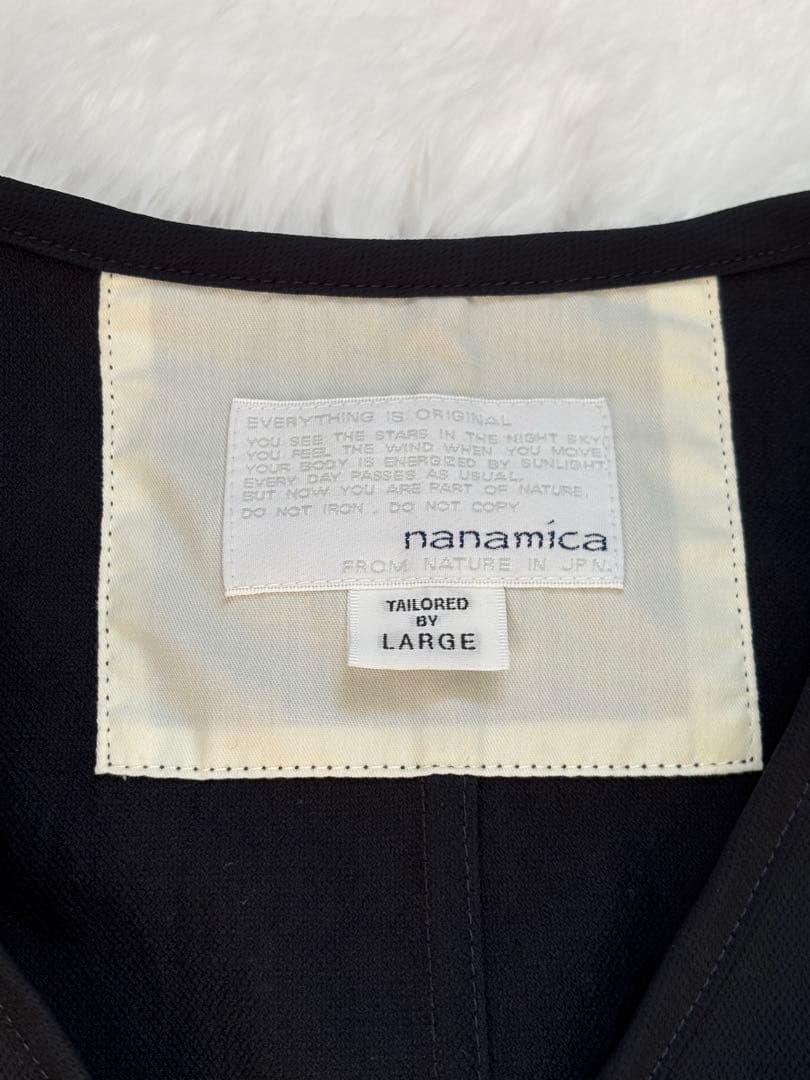 EVERYTHING IS ORIGINAL
YOU SEE THE STARS IN THE NIGHT SKY
YOU FEEL THE WIND WHEN YOU MOVE
YOUR BODY IS ENERGIZED BY SUNLIGHT
EVERY DAY PASSES AS USUAL,
BUT NOW YOU ARE PART OF NATURE.
DO NOT IRON . DO NOT COPY
nanamica
FROM NATURE IN JPN.
TAILORED
BY
LARGE